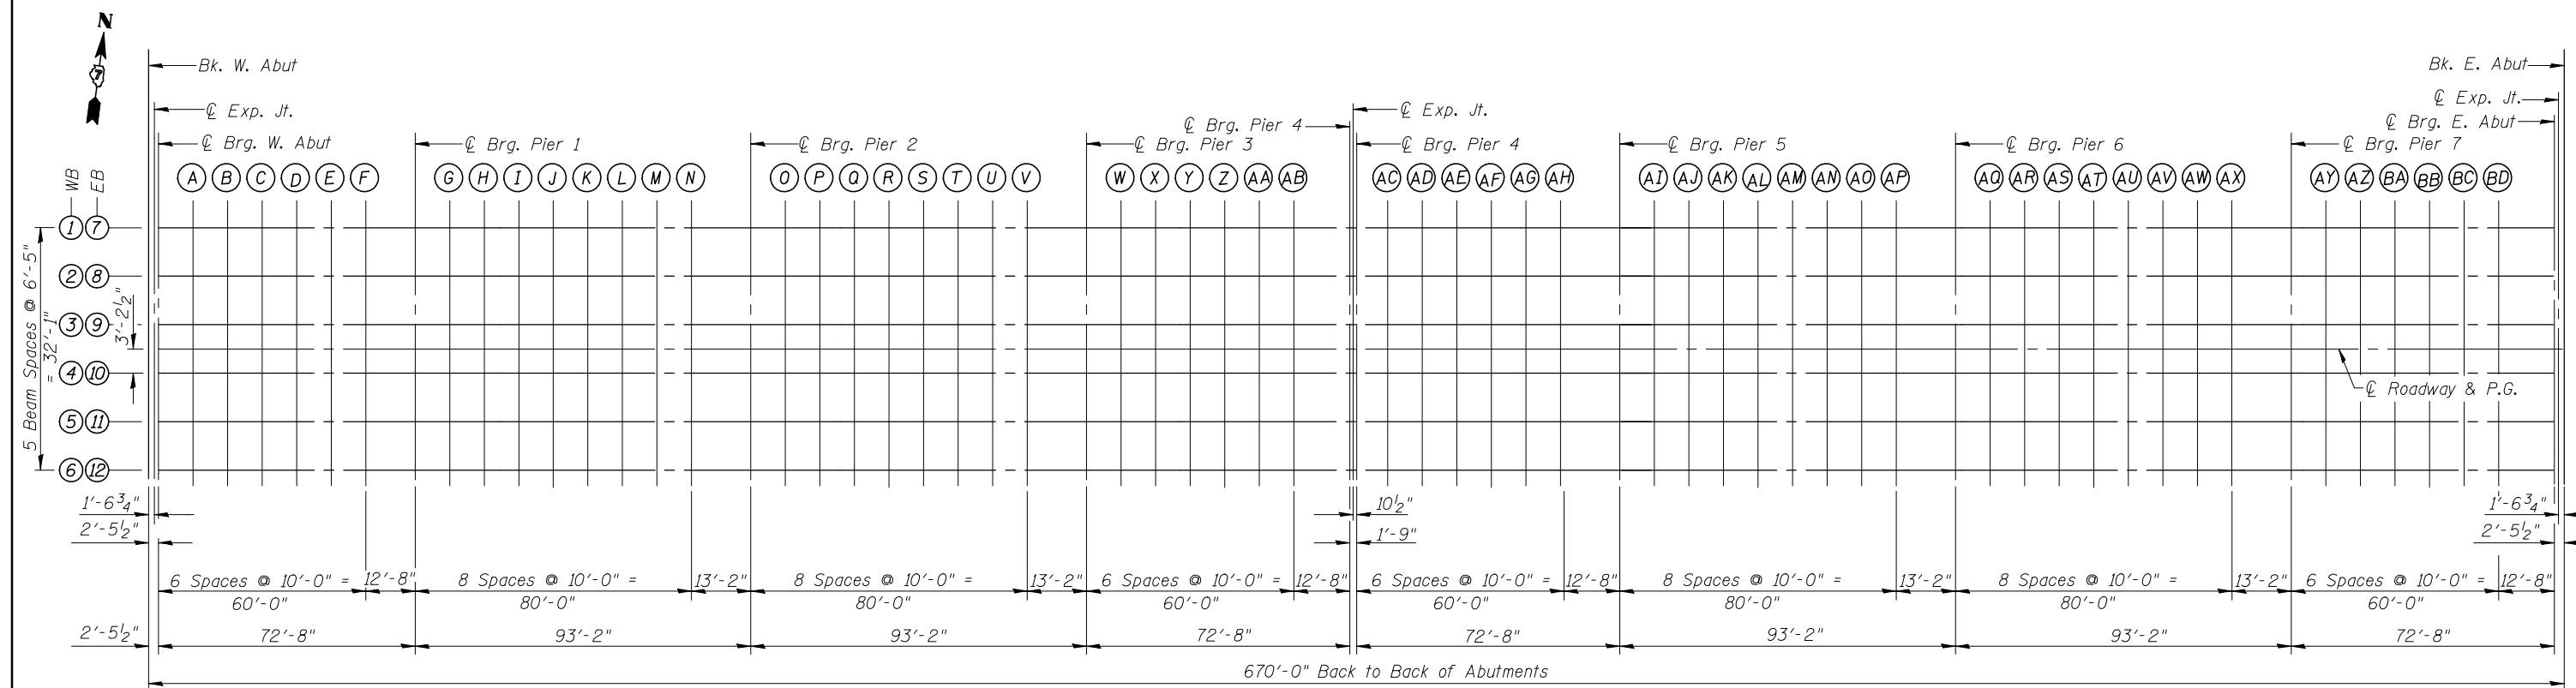 N
7
Bk. W. Abut
Bk. E. Abut
℄ Exp. Jt.
℄ Exp. Jt.
℄ Exp. Jt.
℄ Brg. Pier 4
℄ Brg. E. Abut
℄ Brg. W. Abut
℄ Brg. Pier 1
℄ Brg. Pier 2
℄ Brg. Pier 3
℄ Brg. Pier 4
℄ Brg. Pier 5
℄ Brg. Pier 6
℄ Brg. Pier 7
WB EB
A B C D E F G H I J K L M N O P Q R S T U V W X Y Z AA AB AC AD AE AF AG AH AI AJ AK AL AM AN AO AP AQ AR AS AT AU AV AW AX AY AZ BA BB BC BD
1 7
2 8
3 9
4 10
5 11
6 12
5 Beam Spaces @ 6'-5"
= 32'-1"
3'-2½"
℄ Roadway & P.G.
1'-6¾"
2'-5½"
10½"
1'-9"
1'-6¾"
2'-5½"
6 Spaces @ 10'-0" =
60'-0"
12'-8"
8 Spaces @ 10'-0" =
80'-0"
13'-2"
8 Spaces @ 10'-0" =
80'-0"
13'-2"
6 Spaces @ 10'-0" =
60'-0"
12'-8"
6 Spaces @ 10'-0" =
60'-0"
12'-8"
8 Spaces @ 10'-0" =
80'-0"
13'-2"
8 Spaces @ 10'-0" =
80'-0"
13'-2"
6 Spaces @ 10'-0" =
60'-0"
12'-8"
2'-5½" 72'-8" 93'-2" 93'-2" 72'-8" 72'-8" 93'-2" 93'-2" 72'-8"
670'-0" Back to Back of Abutments